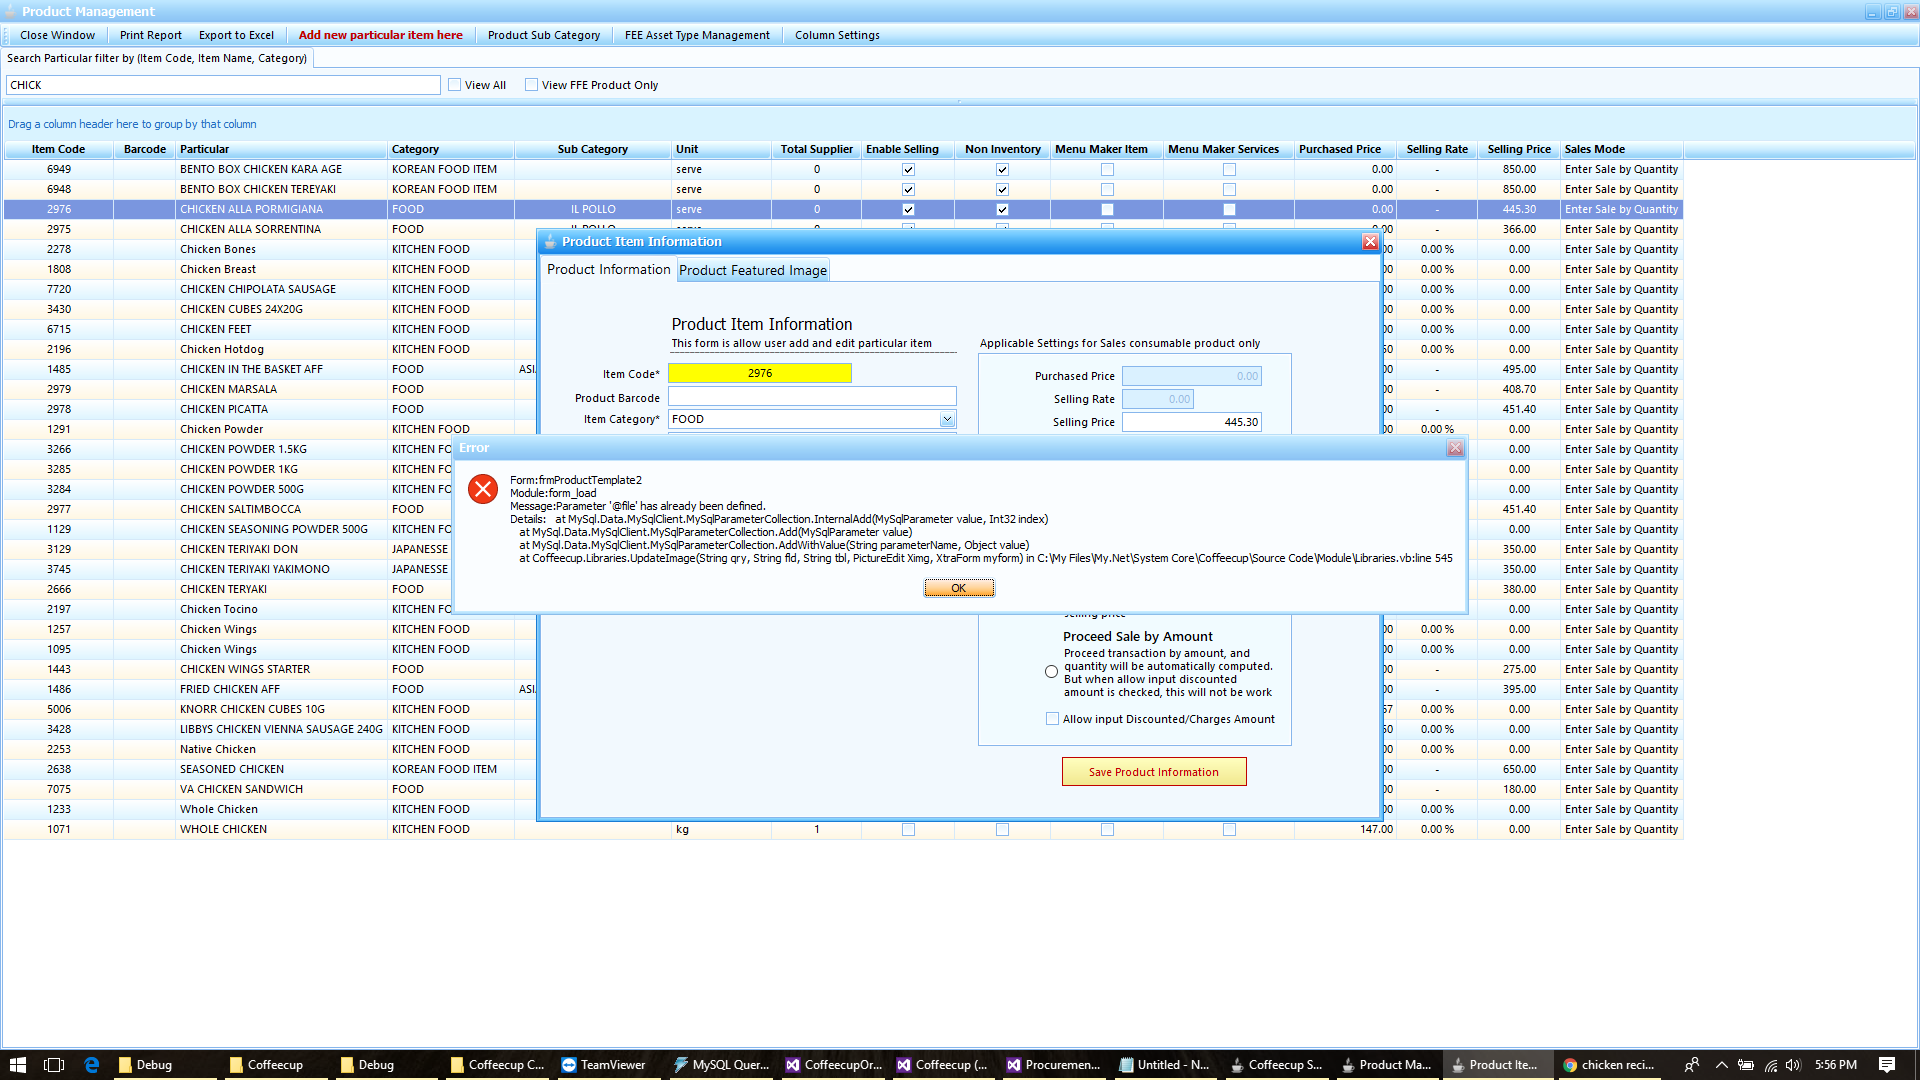 Product Management
Close Window Print Report Export to Excel Add new particular item here Product Sub Category FEE Asset Type Management Column Settings
Search Particular filter by (Item Code, Item Name, Category)
CHICK View All View FFE Product Only
Drag a column header here to group by that column
Item Code Barcode Particular Category Sub Category Unit Total Supplier Enable Selling Non Inventory Menu Maker Item Menu Maker Services Purchased Price Selling Rate Selling Price Sales Mode
6949 BENTO BOX CHICKEN KARA AGE KOREAN FOOD ITEM serve 0 0.00 - 850.00 Enter Sale by Quantity
6948 BENTO BOX CHICKEN TEREYAKI KOREAN FOOD ITEM serve 0 0.00 - 850.00 Enter Sale by Quantity
2976 CHICKEN ALLA PORMIGIANA FOOD IL POLLO serve 0 0.00 - 445.30 Enter Sale by Quantity
2975 CHICKEN ALLA SORRENTINA FOOD - 366.00 Enter Sale by Quantity
2278 Chicken Bones KITCHEN FOOD 0.00 % 0.00 Enter Sale by Quantity
1808 Chicken Breast KITCHEN FOOD 0.00 % 0.00 Enter Sale by Quantity
7720 CHICKEN CHIPOLATA SAUSAGE KITCHEN FOOD 0.00 % 0.00 Enter Sale by Quantity
3430 CHICKEN CUBES 24X20G KITCHEN FOOD 0.00 % 0.00 Enter Sale by Quantity
6715 CHICKEN FEET KITCHEN FOOD 0.00 % 0.00 Enter Sale by Quantity
2196 Chicken Hotdog KITCHEN FOOD 0.00 % 0.00 Enter Sale by Quantity
1485 CHICKEN IN THE BASKET AFF FOOD - 495.00 Enter Sale by Quantity
2979 CHICKEN MARSALA FOOD - 408.70 Enter Sale by Quantity
2978 CHICKEN PICATTA FOOD - 451.40 Enter Sale by Quantity
1291 Chicken Powder KITCHEN FOOD 0.00 % 0.00 Enter Sale by Quantity
3266 CHICKEN POWDER 1.5KG KITCHEN FO 0.00 Enter Sale by Quantity
3285 CHICKEN POWDER 1KG KITCHEN FO 0.00 Enter Sale by Quantity
3284 CHICKEN POWDER 500G KITCHEN FO 0.00 Enter Sale by Quantity
2977 CHICKEN SALTIMBOCCA FOOD 451.40 Enter Sale by Quantity
1129 CHICKEN SEASONING POWDER 500G KITCHEN FO 0.00 Enter Sale by Quantity
3129 CHICKEN TERIYAKI DON JAPANESSE 350.00 Enter Sale by Quantity
3745 CHICKEN TERIYAKI YAKIMONO JAPANESSE 350.00 Enter Sale by Quantity
2666 CHICKEN TERYAKI FOOD 380.00 Enter Sale by Quantity
2197 Chicken Tocino KITCHEN FO 0.00 Enter Sale by Quantity
1257 Chicken Wings KITCHEN FOOD 0.00 % 0.00 Enter Sale by Quantity
1095 Chicken Wings KITCHEN FOOD 0.00 % 0.00 Enter Sale by Quantity
1443 CHICKEN WINGS STARTER FOOD - 275.00 Enter Sale by Quantity
1486 FRIED CHICKEN AFF FOOD - 395.00 Enter Sale by Quantity
5006 KNORR CHICKEN CUBES 10G KITCHEN FOOD 0.00 % 0.00 Enter Sale by Quantity
3428 LIBBYS CHICKEN VIENNA SAUSAGE 240G KITCHEN FOOD 0.00 % 0.00 Enter Sale by Quantity
2253 Native Chicken KITCHEN FOOD 0.00 % 0.00 Enter Sale by Quantity
2638 SEASONED CHICKEN KOREAN FOOD ITEM - 650.00 Enter Sale by Quantity
7075 VA CHICKEN SANDWICH FOOD - 180.00 Enter Sale by Quantity
1233 Whole Chicken KITCHEN FOOD 0.00 % 0.00 Enter Sale by Quantity
1071 WHOLE CHICKEN KITCHEN FOOD kg 1 147.00 0.00 % 0.00 Enter Sale by Quantity
Product Item Information
Product Information Product Featured Image
Product Item Information
This form is allow user add and edit particular item
Item Code* 2976
Product Barcode
Item Category* FOOD
Applicable Settings for Sales consumable product only
Purchased Price 0.00
Selling Rate 0.00
Selling Price 445.30
Error
Form:frmProductTemplate2
Module:form_load
Message:Parameter '@file' has already been defined.
Details: at MySql.Data.MySqlClient.MySqlParameterCollection.InternalAdd(MySqlParameter value, Int32 index)
at MySql.Data.MySqlClient.MySqlParameterCollection.Add(MySqlParameter value)
at MySql.Data.MySqlClient.MySqlParameterCollection.AddWithValue(String parameterName, Object value)
at Coffeecup.Libraries.UpdateImage(String qry, String fld, String tbl, PictureEdit Ximg, XtraForm myform) in C:\My Files\My.Net\System Core\Coffeecup\Source Code\Module\Libraries.vb:line 545
OK
selling price
Proceed Sale by Amount
Proceed transaction by amount, and
quantity will be automatically computed.
But when allow input discounted
amount is checked, this will not be work
Allow input Discounted/Charges Amount
Save Product Information
Debug Coffeecup Debug Coffeecup C... TeamViewer MySQL Quer... CoffeecupOr... Coffeecup (... Procuremen... Untitled - N... Coffeecup S... Product Ma... Product Ite... chicken reci... 5:56 PM